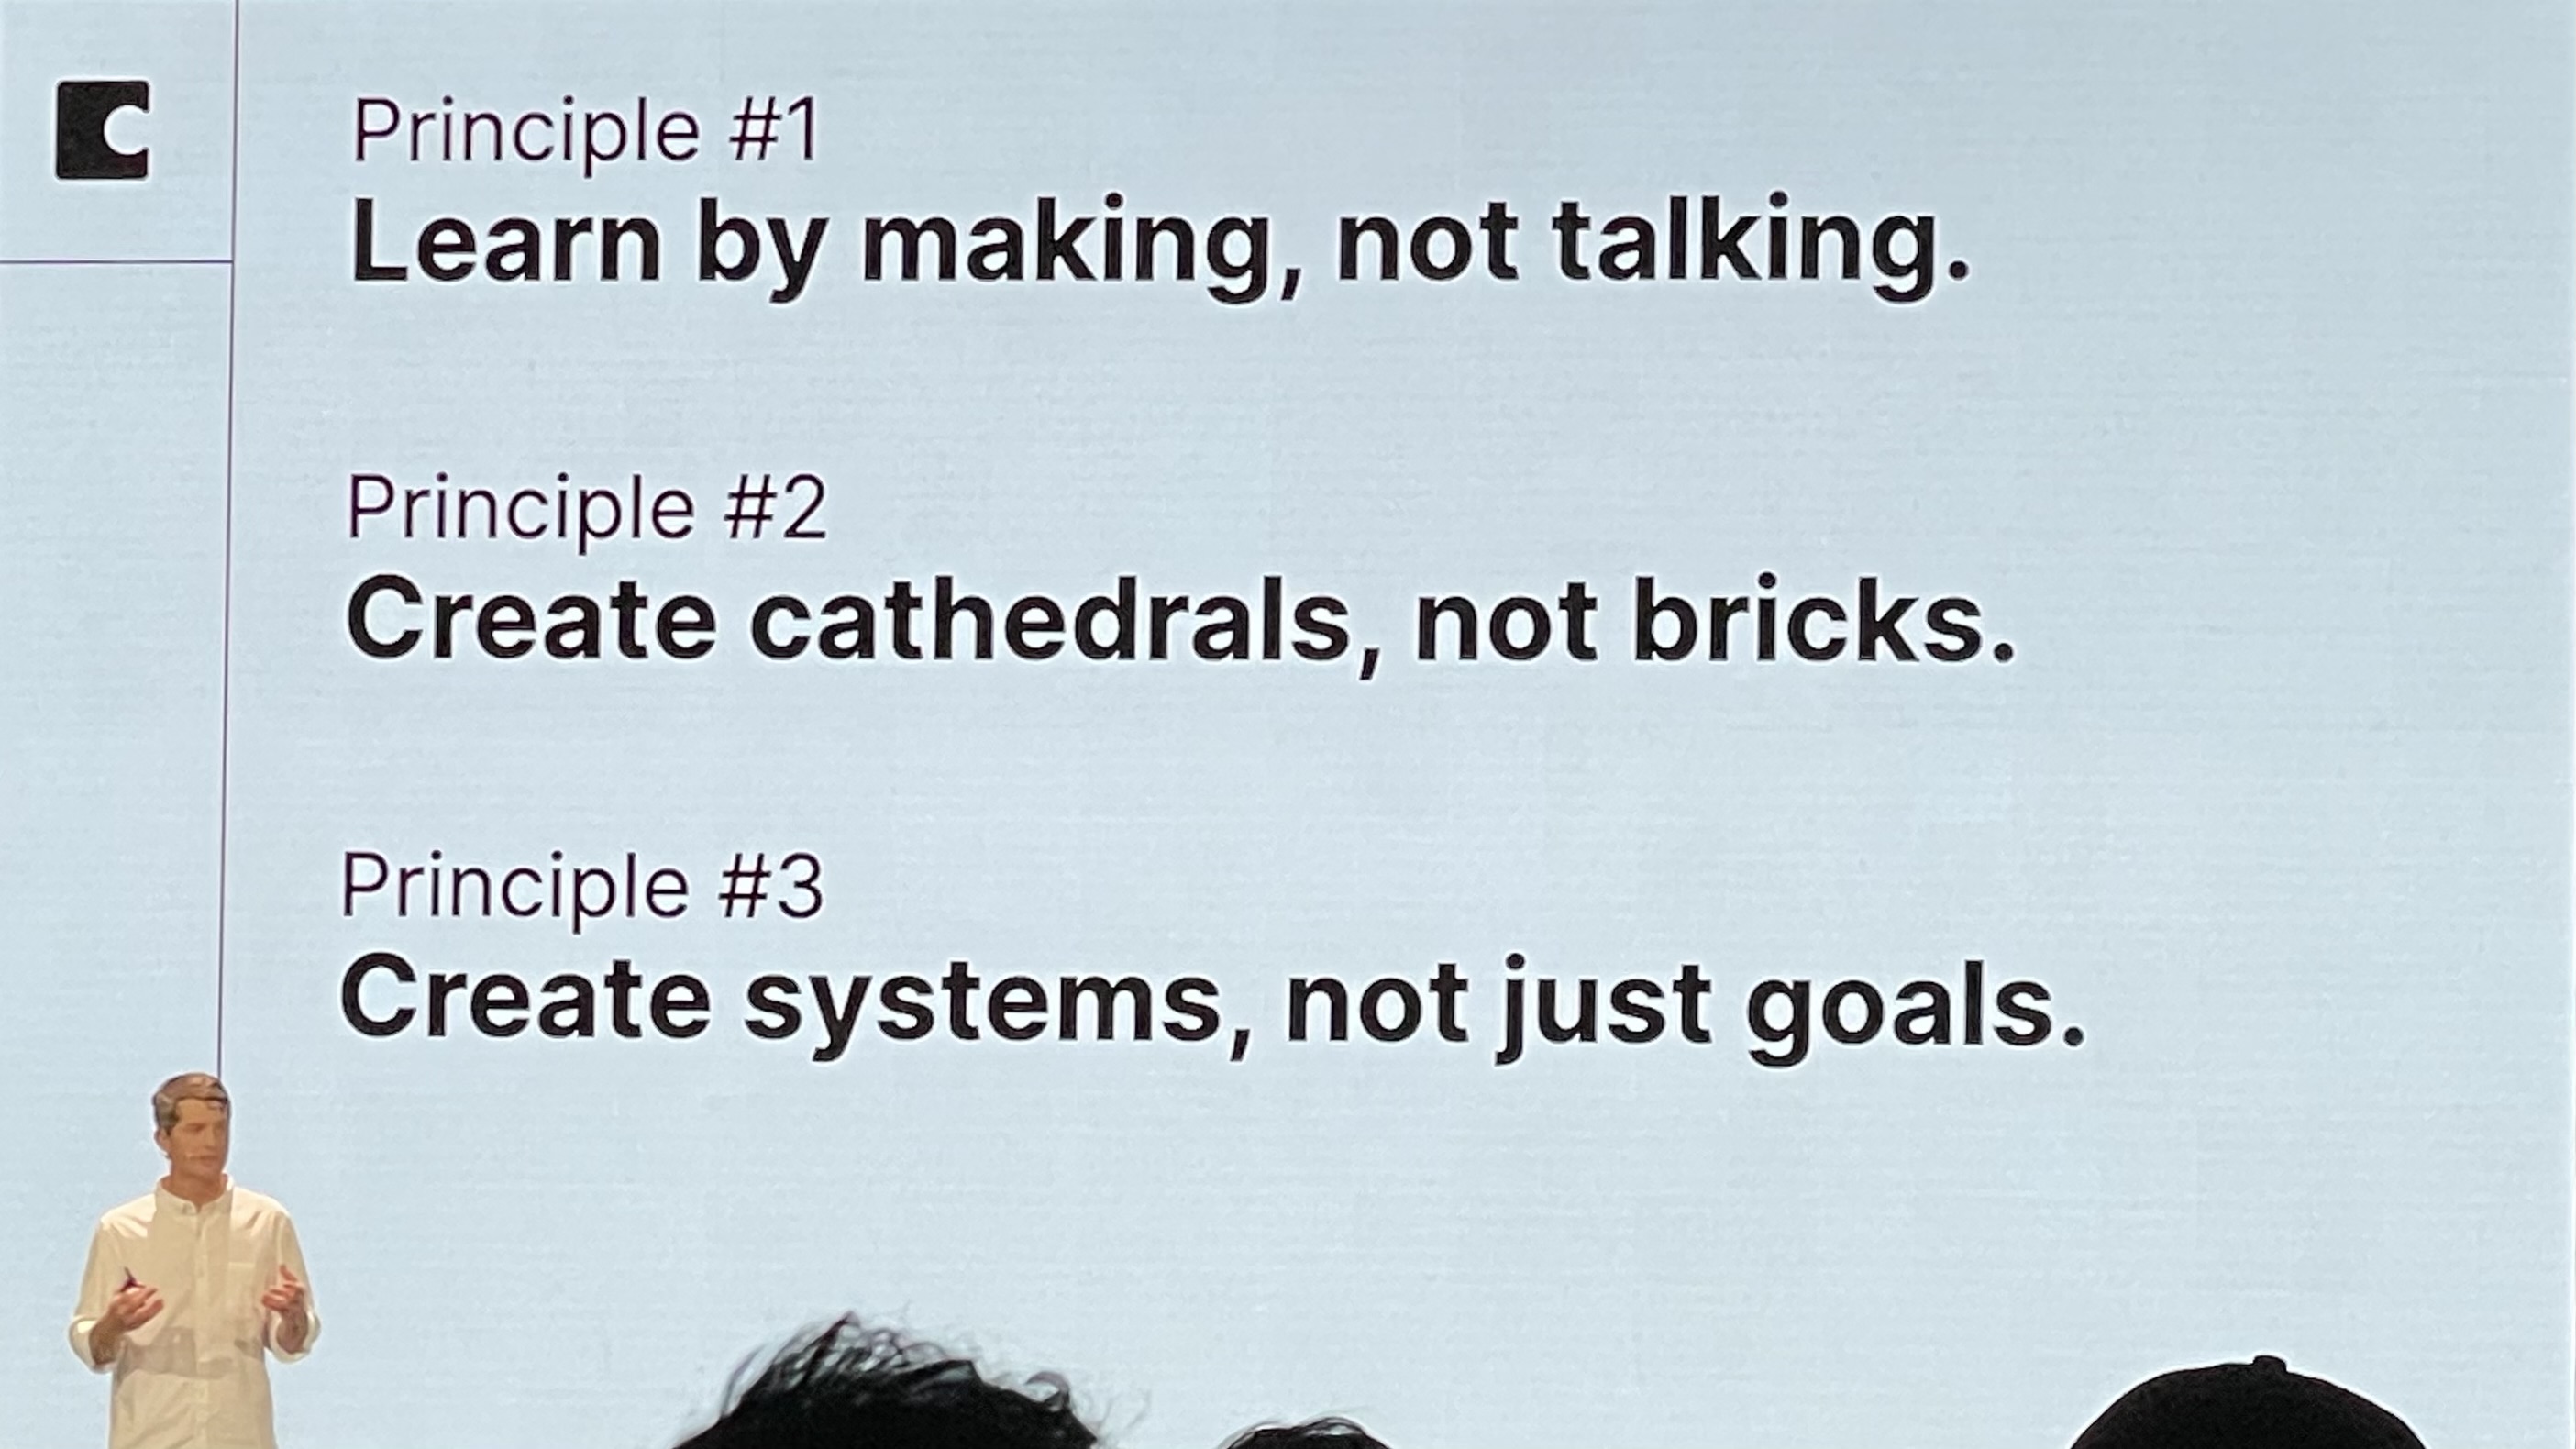 Principle #1
Learn by making, not talking.
Principle #2
Create cathedrals, not bricks.
Principle #3
Create systems, not just goals.